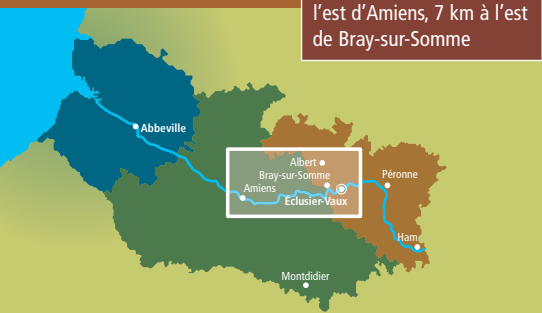 l'est d'Amiens, 7 km à l'est
de Bray-sur-Somme
Abbeville
Albert
Bray-sur-Somme
Péronne
Amiens
Éclusier-Vaux
Ham
Montdidier